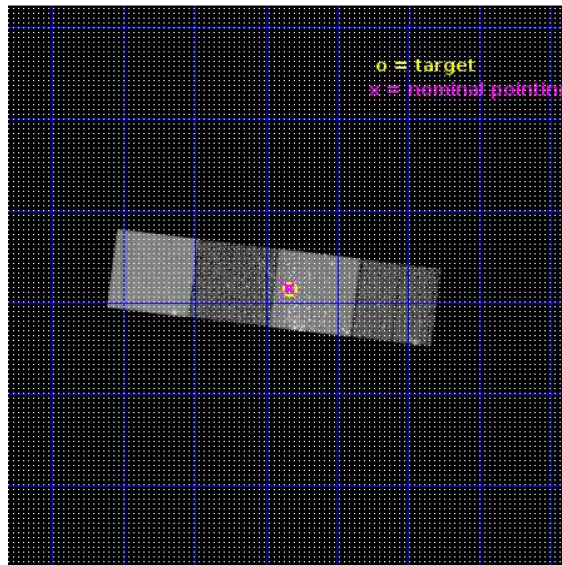 o = target
x = nominal pointing